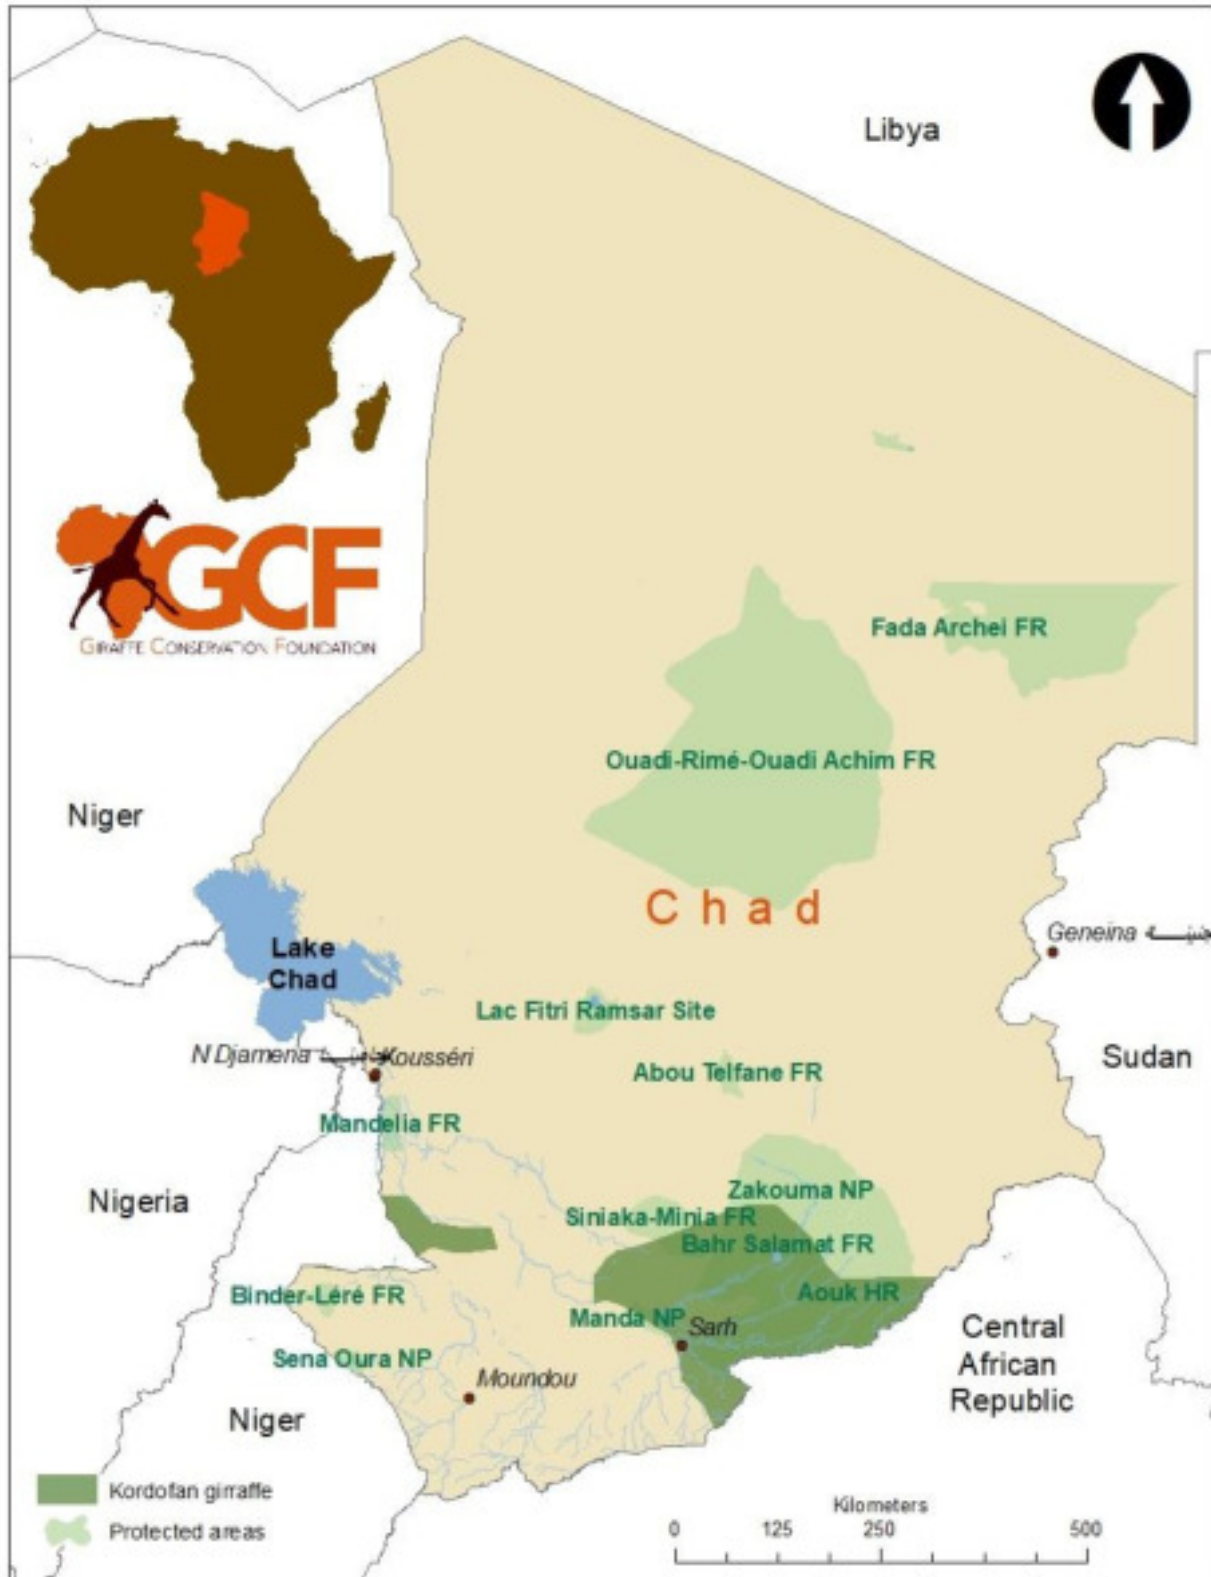 Libya
GCF
GIRAFFE CONSERVATION FOUNDATION
Fada Archei FR
Ouadi-Rimé-Ouadi Achim FR
Niger
Chad
Lake
Chad
Geneina
Lac Fitri Ramsar Site
N'Djamena
Kousséri
Sudan
Abou Telfane FR
Mandelia FR
Nigeria
Zakouma NP
Siniaka-Minia FR
Bahr Salamat FR
Binder-Léré FR
Aouk HR
Manda NP
Sarh
Central
African
Republic
Sena Oura NP
Moundou
Niger
Kordofan girraffe
Protected areas
Kilometers
0 125 250 500